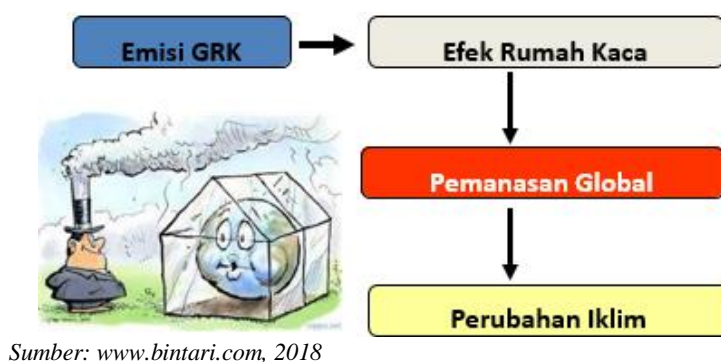 Emisi GRK
Efek Rumah Kaca
Pemanasan Global
Perubahan Iklim
Sumber: www.bintari.com, 2018